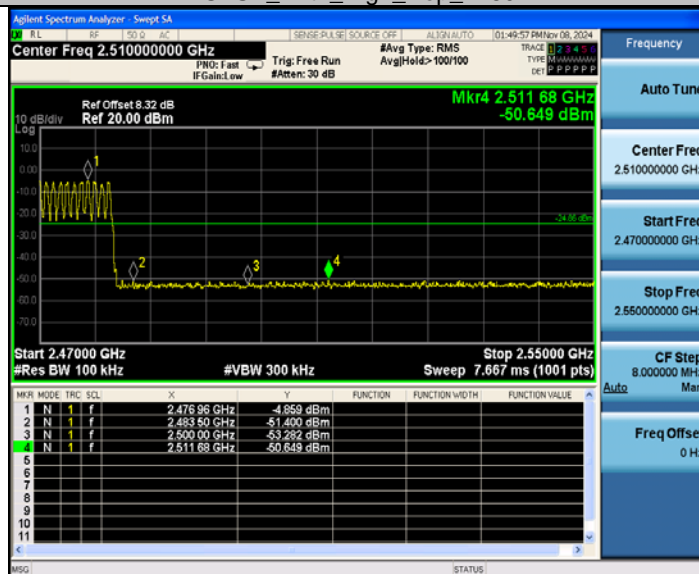 Agilent Spectrum Analyzer - Swept SA
RL RF 50 Ω AC SENSE:PULSE SOURCE OFF ALIGN AUTO 01:49:57 PM Nov 08, 2024
Center Freq 2.510000000 GHz
PNO: Fast
IFGain:Low
Trig: Free Run
#Atten: 30 dB
#Avg Type: RMS
Avg|Hold:>100/100
TRACE 1 2 3 4 5 6
TYPE MWWWWW
DET P P P P P P
Mkr4 2.511 68 GHz
-50.649 dBm
Ref Offset 8.32 dB
10 dB/div Ref 20.00 dBm
Log
10.0
0.00
-10.0
-20.0
-30.0
-40.0
-50.0
-60.0
-70.0
1
2
3
4
-24.86 dBm
Start 2.47000 GHz Stop 2.55000 GHz
#Res BW 100 kHz #VBW 300 kHz Sweep 7.667 ms (1001 pts)
MKR MODE TRC SCL X Y FUNCTION FUNCTION WIDTH FUNCTION VALUE
1 N 1 f 2.476 96 GHz -4.859 dBm
2 N 1 f 2.483 50 GHz -51.400 dBm
3 N 1 f 2.500 00 GHz -53.282 dBm
4 N 1 f 2.511 68 GHz -50.649 dBm
5
6
7
8
9
10
11
MSG STATUS
Frequency
Auto Tune
Center Freq
2.510000000 GHz
Start Freq
2.470000000 GHz
Stop Freq
2.550000000 GHz
CF Step
8.000000 MHz
Auto Man
Freq Offset
0 Hz